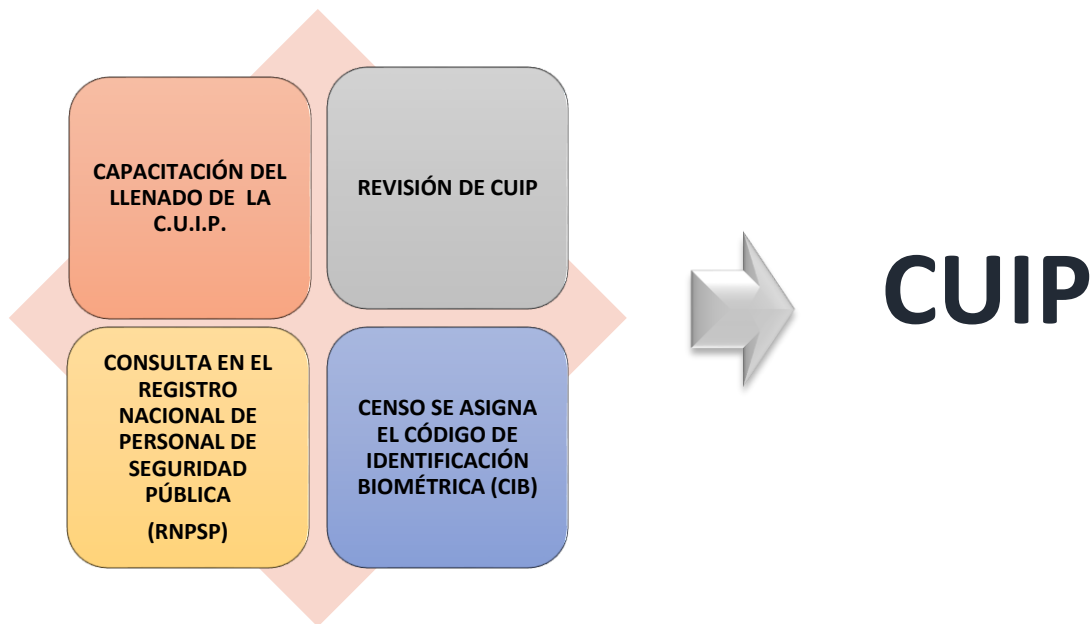 CAPACITACIÓN DEL
LLENADO DE LA
C.U.I.P.
REVISIÓN DE CUIP
CONSULTA EN EL
REGISTRO
NACIONAL DE
PERSONAL DE
SEGURIDAD
PÚBLICA
(RNPSP)
CENSO SE ASIGNA
EL CÓDIGO DE
IDENTIFICACIÓN
BIOMÉTRICA (CIB)
CUIP